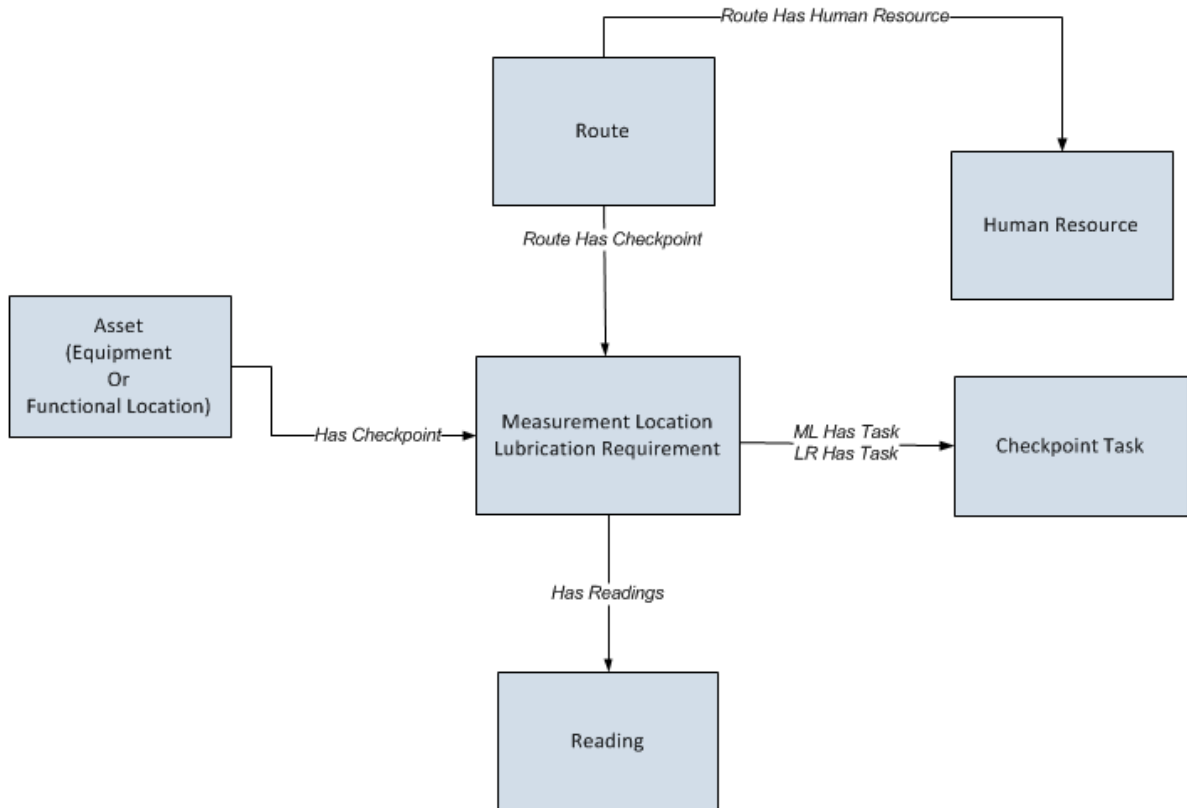 Route Has Human Resource
Route
Human Resource
Route Has Checkpoint
Asset
(Equipment
Or
Functional Location)
Has Checkpoint
Measurement Location
Lubrication Requirement
ML Has Task
LR Has Task
Checkpoint Task
Has Readings
Reading